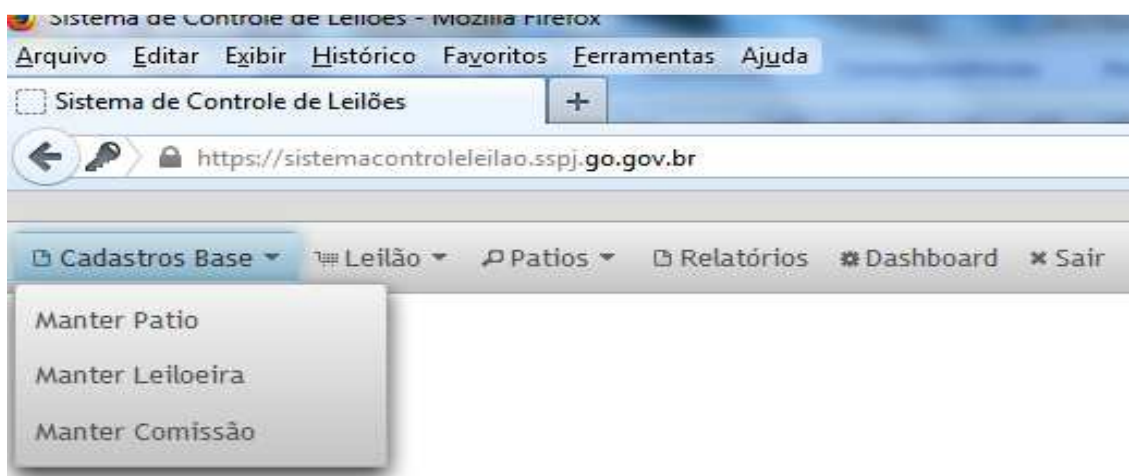 Sistema de Controle de Leilões - Mozilla Firefox
Arquivo Editar Exibir Histórico Favoritos Ferramentas Ajuda
Sistema de Controle de Leilões
https://sistemacontroleleilao.sspj.go.gov.br
Cadastros Base Leilão Patios Relatórios Dashboard Sair
Manter Patio
Manter Leiloeira
Manter Comissão